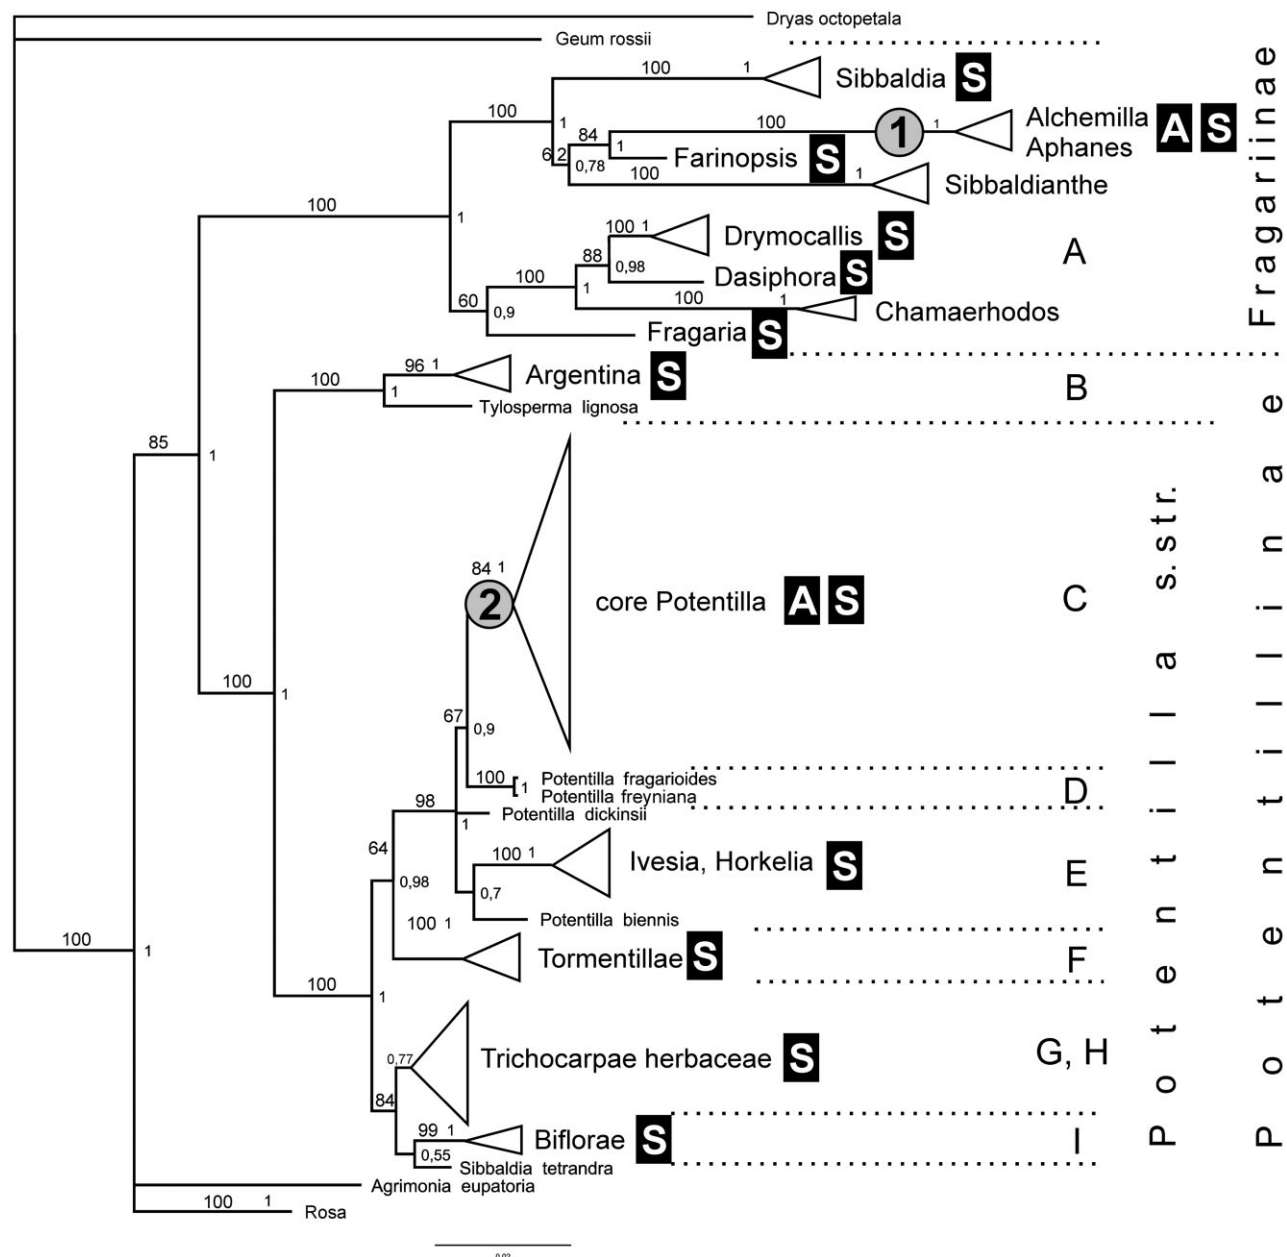 Dryas octopetala
Geum rossii
100 1
Sibbaldia S
100
1
100 1 1
Alchemilla A S
Aphanes
84
1
Farinopsis S
62
0,78
100 1
Sibbaldianthe
100
1
100 1
Drymocallis S
A
88
0,98
Dasiphora S
100
1
100 1
Chamaerhodos
60
0,9
Fragaria S
Fragariinae
96 1
Argentina S
B
100
1
Tylosperma lignosa
85
1
84 1
2
core Potentilla A S
C
100
1
67
0,9
100
1
Potentilla fragarioides
Potentilla freyniana
D
98
1
Potentilla dickinsii
100 1
Ivesia, Horkelia S
E
64
0,98
0,7
Potentilla biennis
100 1
Tormentillae S
F
100
1
100
1
0,77
Trichocarpae herbaceae S
G, H
84
99 1
Biflorae S
I
0,55
Sibbaldia tetrandra
Agrimonia eupatoria
100 1
Rosa
Potentilla s.str.
Potentillinae
0.02